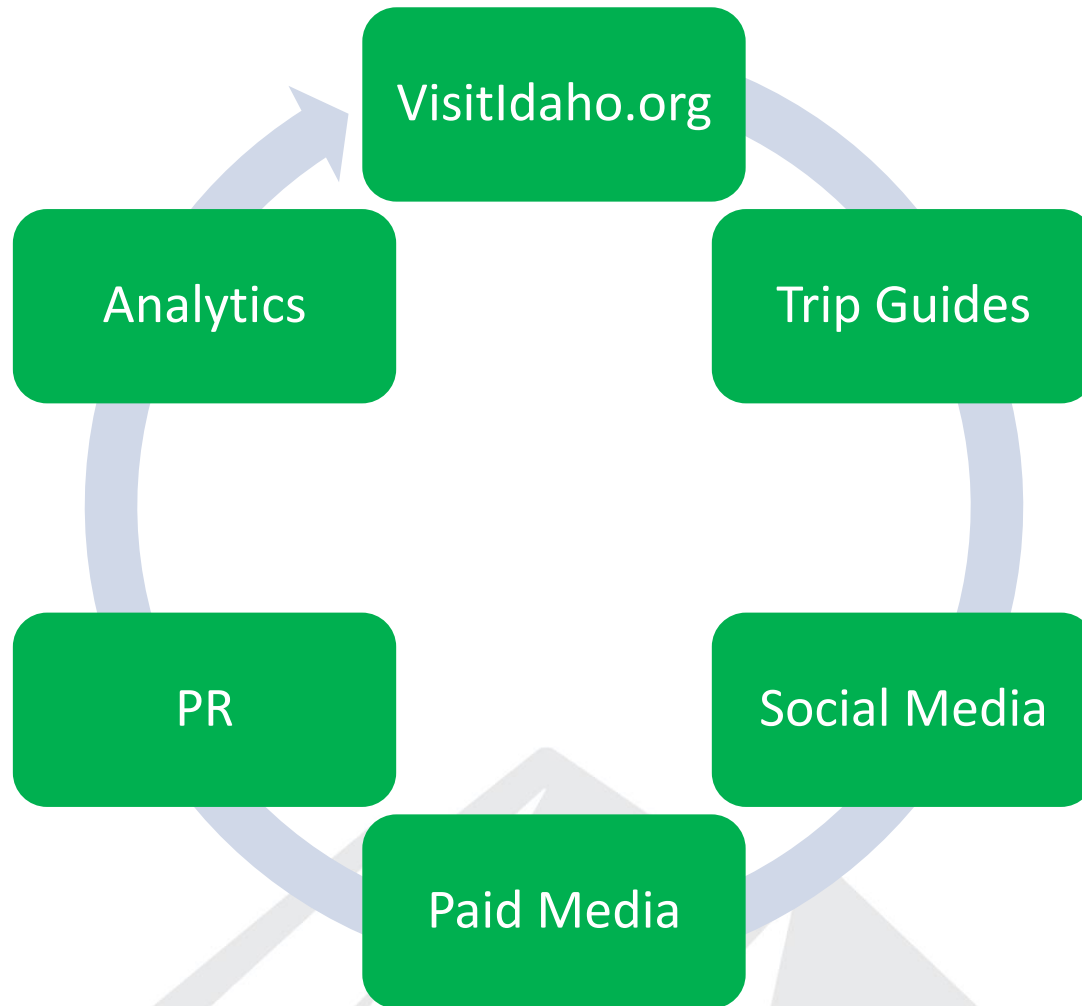 VisitIdaho.org
Trip Guides
Social Media
Paid Media
PR
Analytics